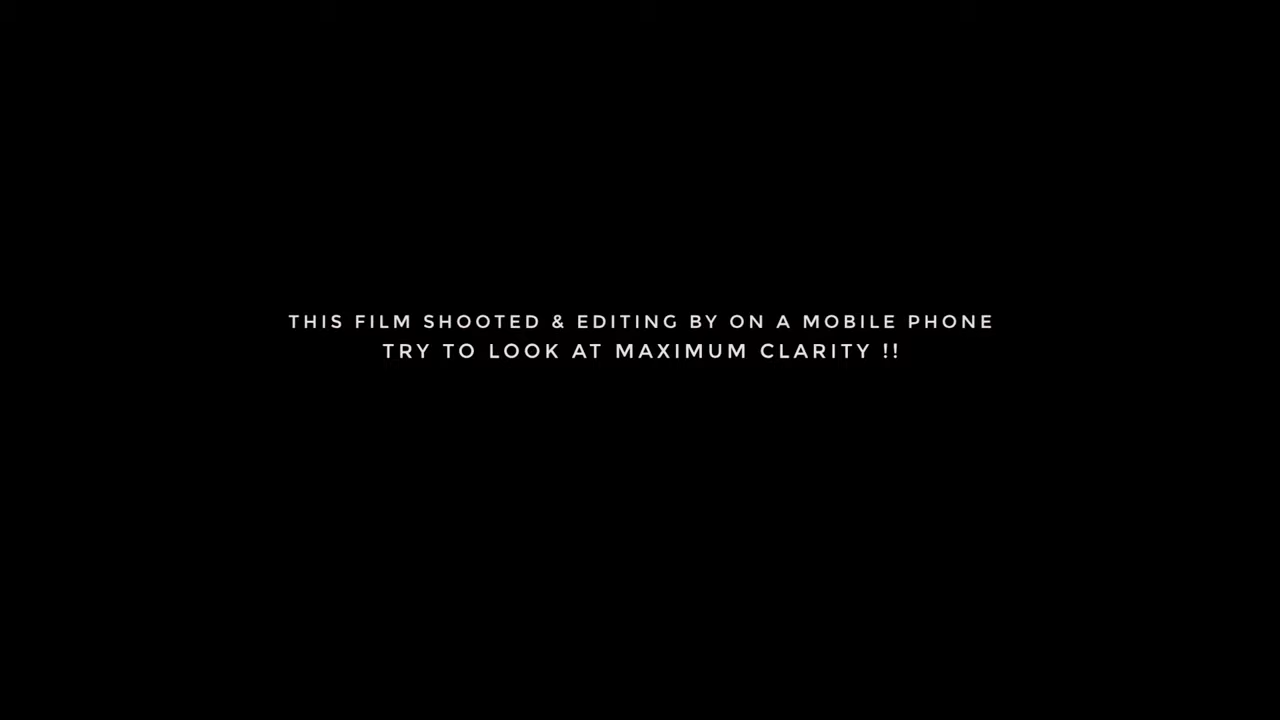 THIS FILM SHOOTED & EDITING BY ON A MOBILE PHONE
TRY TO LOOK AT MAXIMUM CLARITY !!